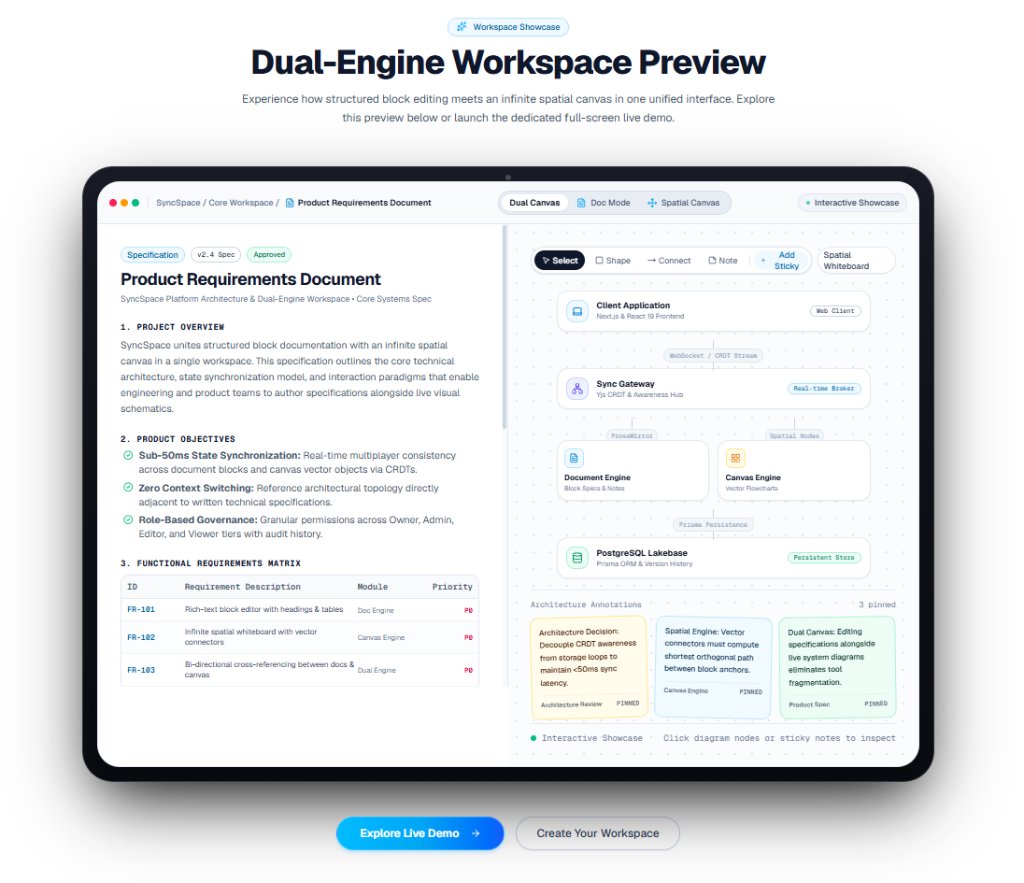 Workspace Showcase
Dual-Engine Workspace Preview
Experience how structured block editing meets an infinite spatial canvas in one unified interface. Explore
this preview below or launch the dedicated full-screen live demo.
SyncSpace / Core Workspace / Product Requirements Document
Dual Canvas
Doc Mode
Spatial Canvas
Interactive Showcase
Specification
v2.4 Spec
Approved
Product Requirements Document
SyncSpace Platform Architecture & Dual-Engine Workspace • Core Systems Spec
1. PROJECT OVERVIEW
SyncSpace unites structured block documentation with an infinite spatial
canvas in a single workspace. This specification outlines the core technical
architecture, state synchronization model, and interaction paradigms that enable
engineering and product teams to author specifications alongside live visual
schematics.
2. PRODUCT OBJECTIVES
Sub-50ms State Synchronization: Real-time multiplayer consistency
across document blocks and canvas vector objects via CRDTs.
Zero Context Switching: Reference architectural topology directly
adjacent to written technical specifications.
Role-Based Governance: Granular permissions across Owner, Admin,
Editor, and Viewer tiers with audit history.
3. FUNCTIONAL REQUIREMENTS MATRIX
ID Requirement Description Module Priority
FR-101 Rich-text block editor with headings & tables Doc Engine P0
FR-102 Infinite spatial whiteboard with vector
connectors Canvas Engine P0
FR-103 Bi-directional cross-referencing between docs &
canvas Dual Engine P0
Select
Shape
Connect
Note
+ Add
Sticky
Spatial
Whiteboard
Client Application
Next.js & React 19 Frontend
Web Client
WebSocket / CRDT Stream
Sync Gateway
Yjs CRDT & Awareness Hub
Real-time Broker
ProseMirror
Spatial Nodes
Document Engine
Block Specs & Notes
Canvas Engine
Vector Flowcharts
Prisma Persistence
PostgreSQL Lakebase
Prisma ORM & Version History
Persistent Store
Architecture Annotations
3 pinned
Architecture Decision:
Decouple CRDT awareness
from storage loops to
maintain <50ms sync
latency.
Architecture Review PINNED
Spatial Engine: Vector
connectors must compute
shortest orthogonal path
between block anchors.
Canvas Engine PINNED
Dual Canvas: Editing
specifications alongside
live system diagrams
eliminates tool
fragmentation.
Product Spec PINNED
Interactive Showcase
Click diagram nodes or sticky notes to inspect
Explore Live Demo →
Create Your Workspace